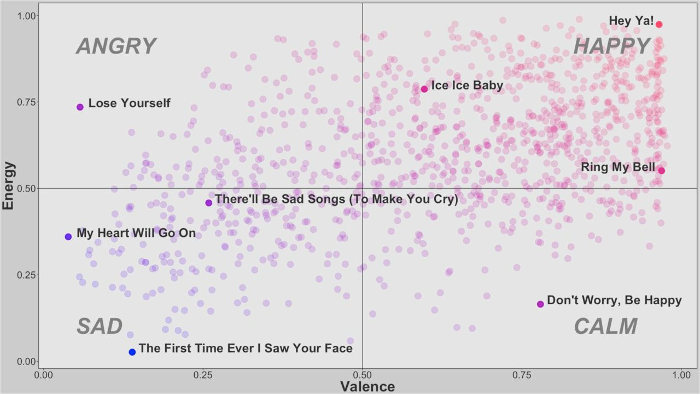 1.00
Hey Ya!
ANGRY
HAPPY
Ice Ice Baby
0.75
Lose Yourself
Ring My Bell
Energy
0.50
There'll Be Sad Songs (To Make You Cry)
My Heart Will Go On
0.25
Don't Worry, Be Happy
SAD
CALM
The First Time Ever I Saw Your Face
0.00
0.00
0.25
0.50
0.75
1.00
Valence